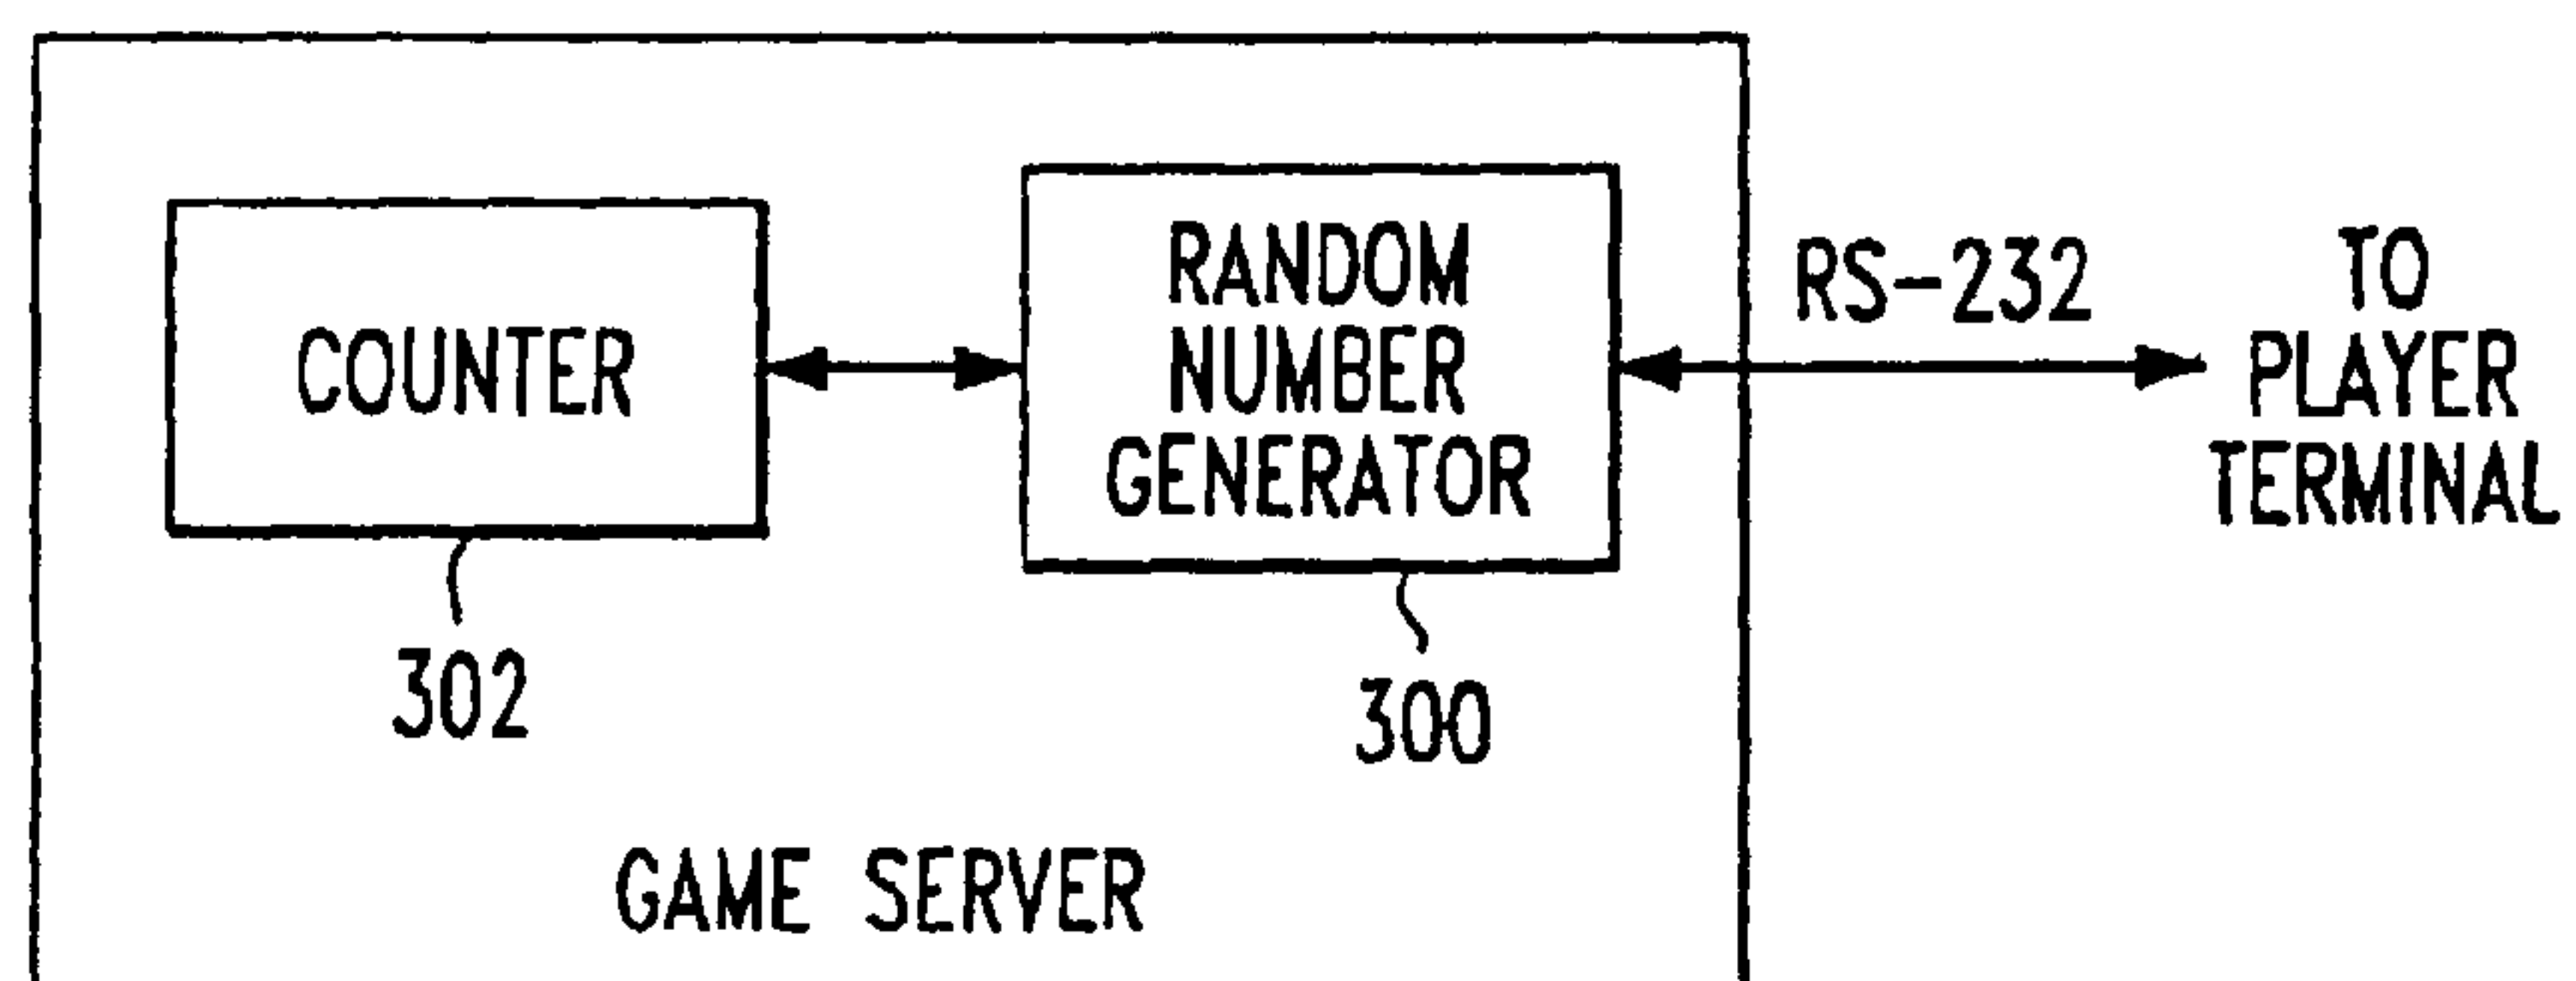 COUNTER
302
RANDOM
NUMBER
GENERATOR
300
RS-232
TO
PLAYER
TERMINAL
GAME SERVER